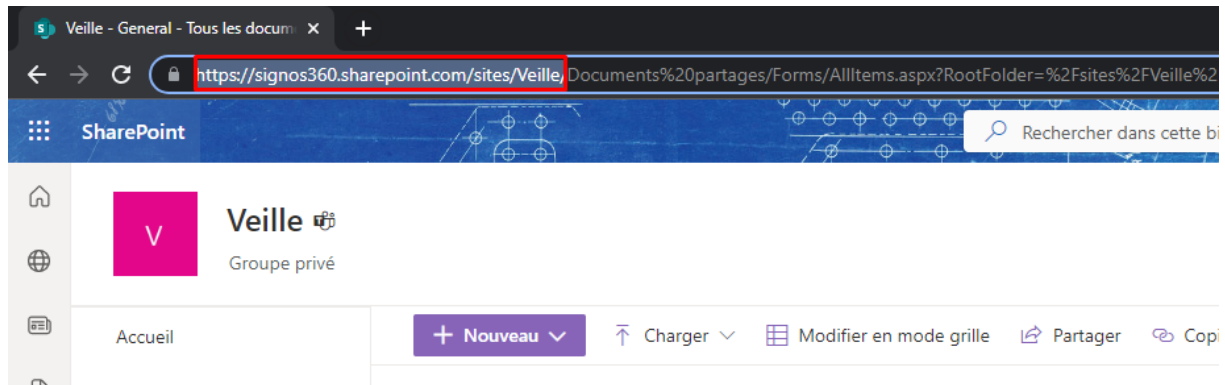 Veille - General - Tous les docum
https://signos360.sharepoint.com/sites/Veille/Documents%20partages/Forms/AllItems.aspx?RootFolder=%2Fsites%2FVeille%2
SharePoint
Rechercher dans cette bi
V
Veille
Groupe privé
Accueil
Nouveau
Charger
Modifier en mode grille
Partager
Copi